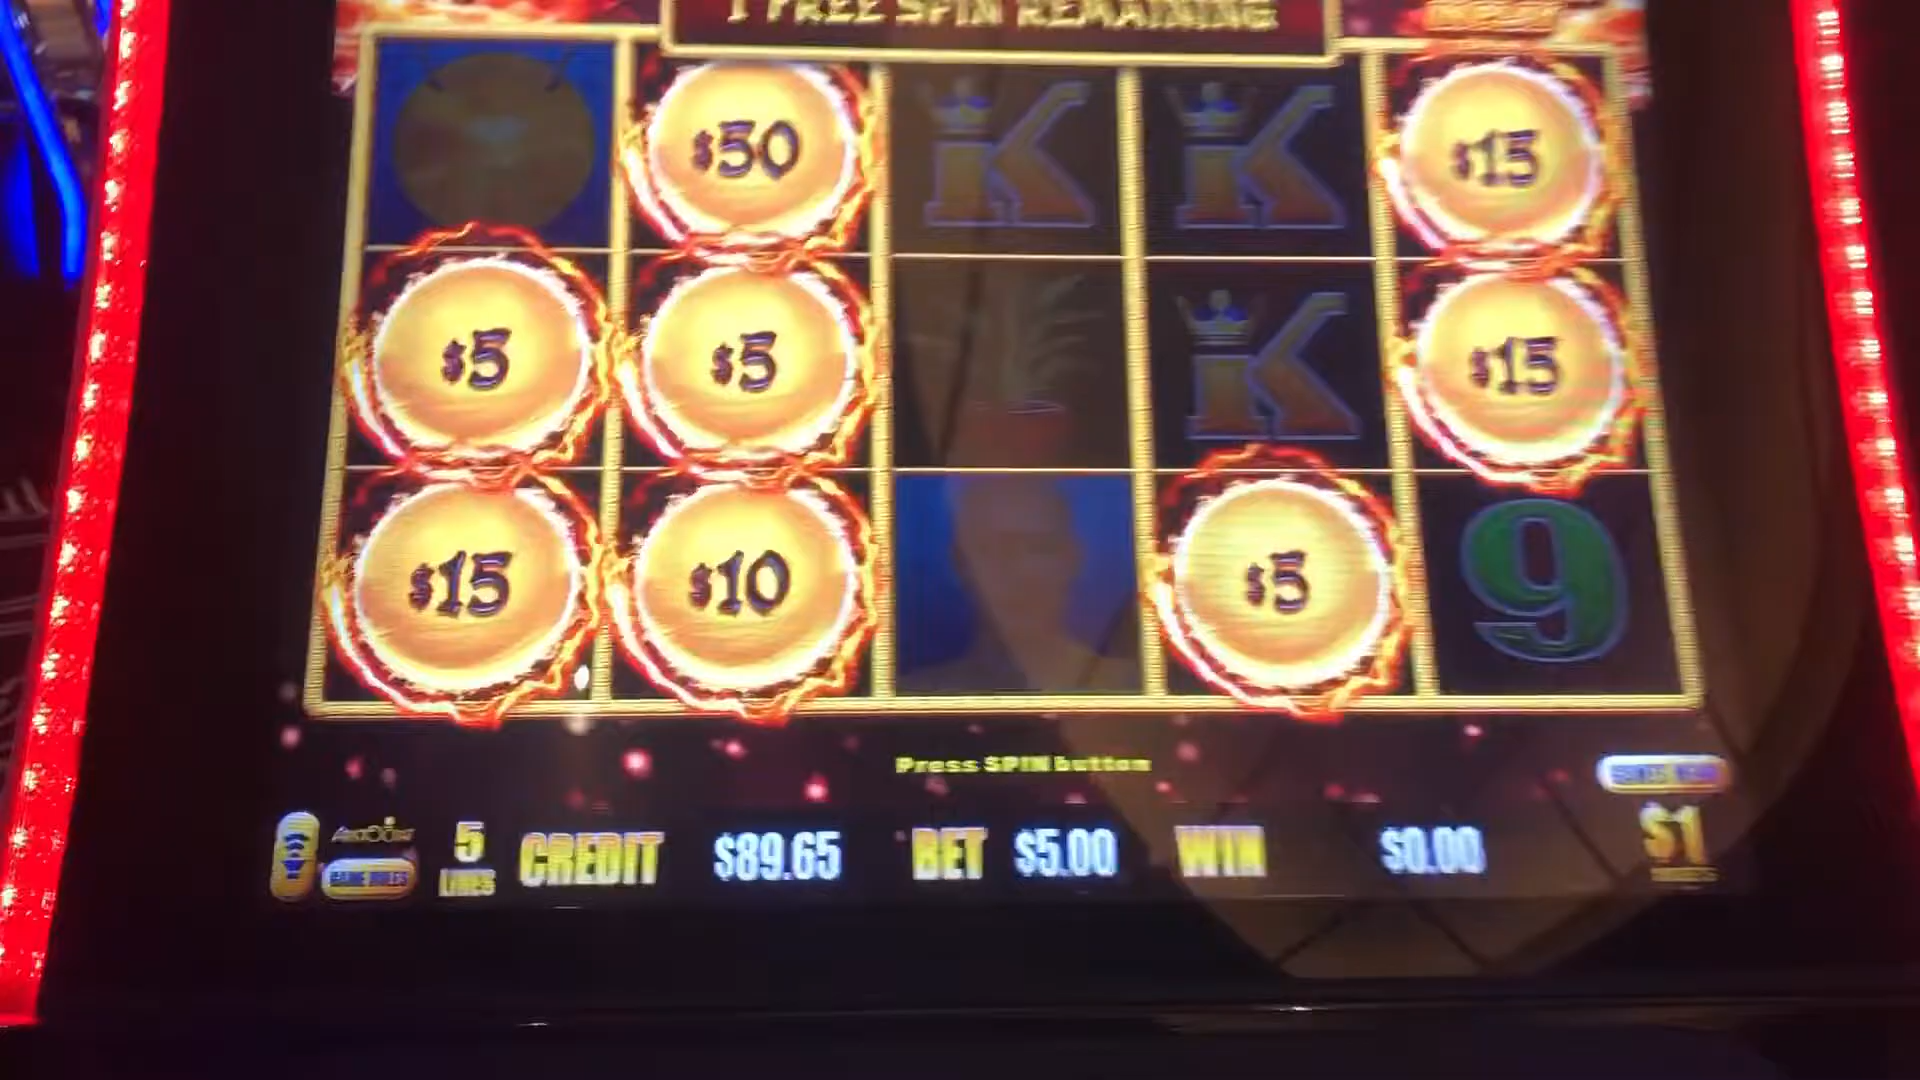 1 FREE SPIN REMAINING
$50 K K $15
$5 $5 K $15
$15 $10 $5 9
Press SPIN button
5 LINES CREDIT $89.65 BET $5.00 WIN $0.00 $1